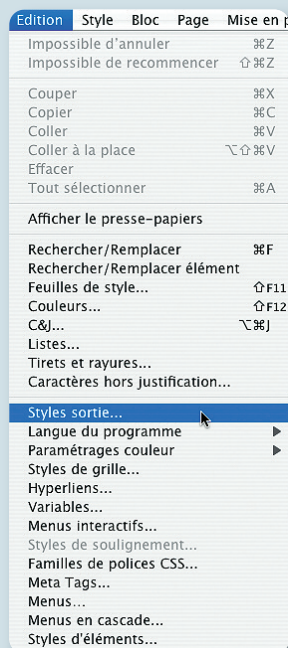 Edition Style Bloc Page Mise en p
Impossible d'annuler ⌘Z
Impossible de recommencer ⇧⌘Z
Couper ⌘X
Copier ⌘C
Coller ⌘V
Coller à la place ⌥⇧⌘V
Effacer
Tout sélectionner ⌘A
Afficher le presse-papiers
Rechercher/Remplacer ⌘F
Rechercher/Remplacer élément
Feuilles de style... ⇧F11
Couleurs... ⇧F12
C&J... ⌥⌘J
Listes...
Tirets et rayures...
Caractères hors justification...
Styles sortie...
Langue du programme
Paramétrages couleur
Styles de grille...
Hyperliens...
Variables...
Menus interactifs...
Styles de soulignement...
Familles de polices CSS...
Meta Tags...
Menus...
Menus en cascade...
Styles d'éléments...